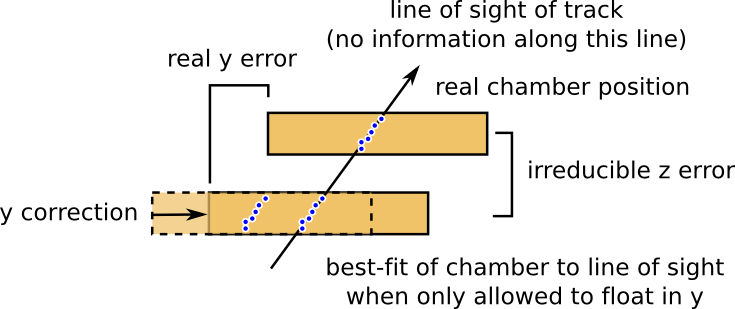 line of sight of track
(no information along this line)
real y error
real chamber position
irreducible z error
y correction
best-fit of chamber to line of sight
when only allowed to float in y